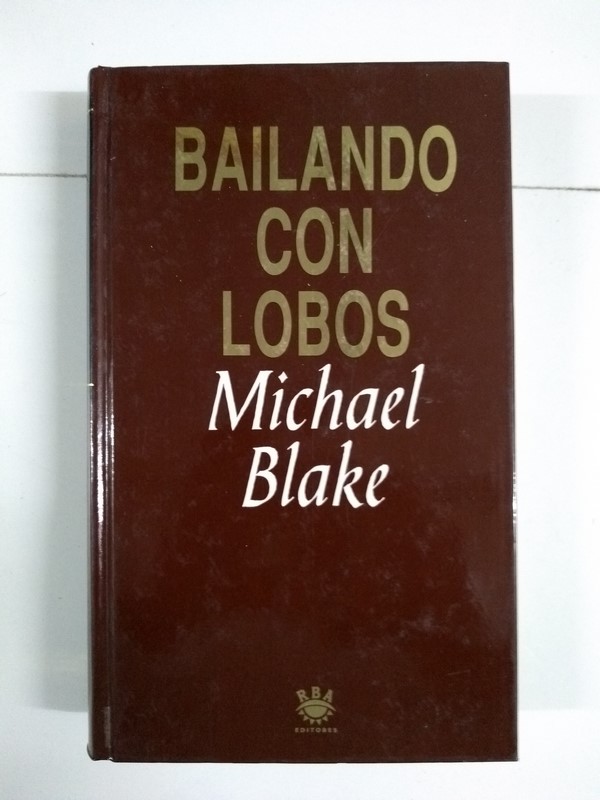 BAILANDO
CON
LOBOS
Michael
Blake
RBA
EDITORES